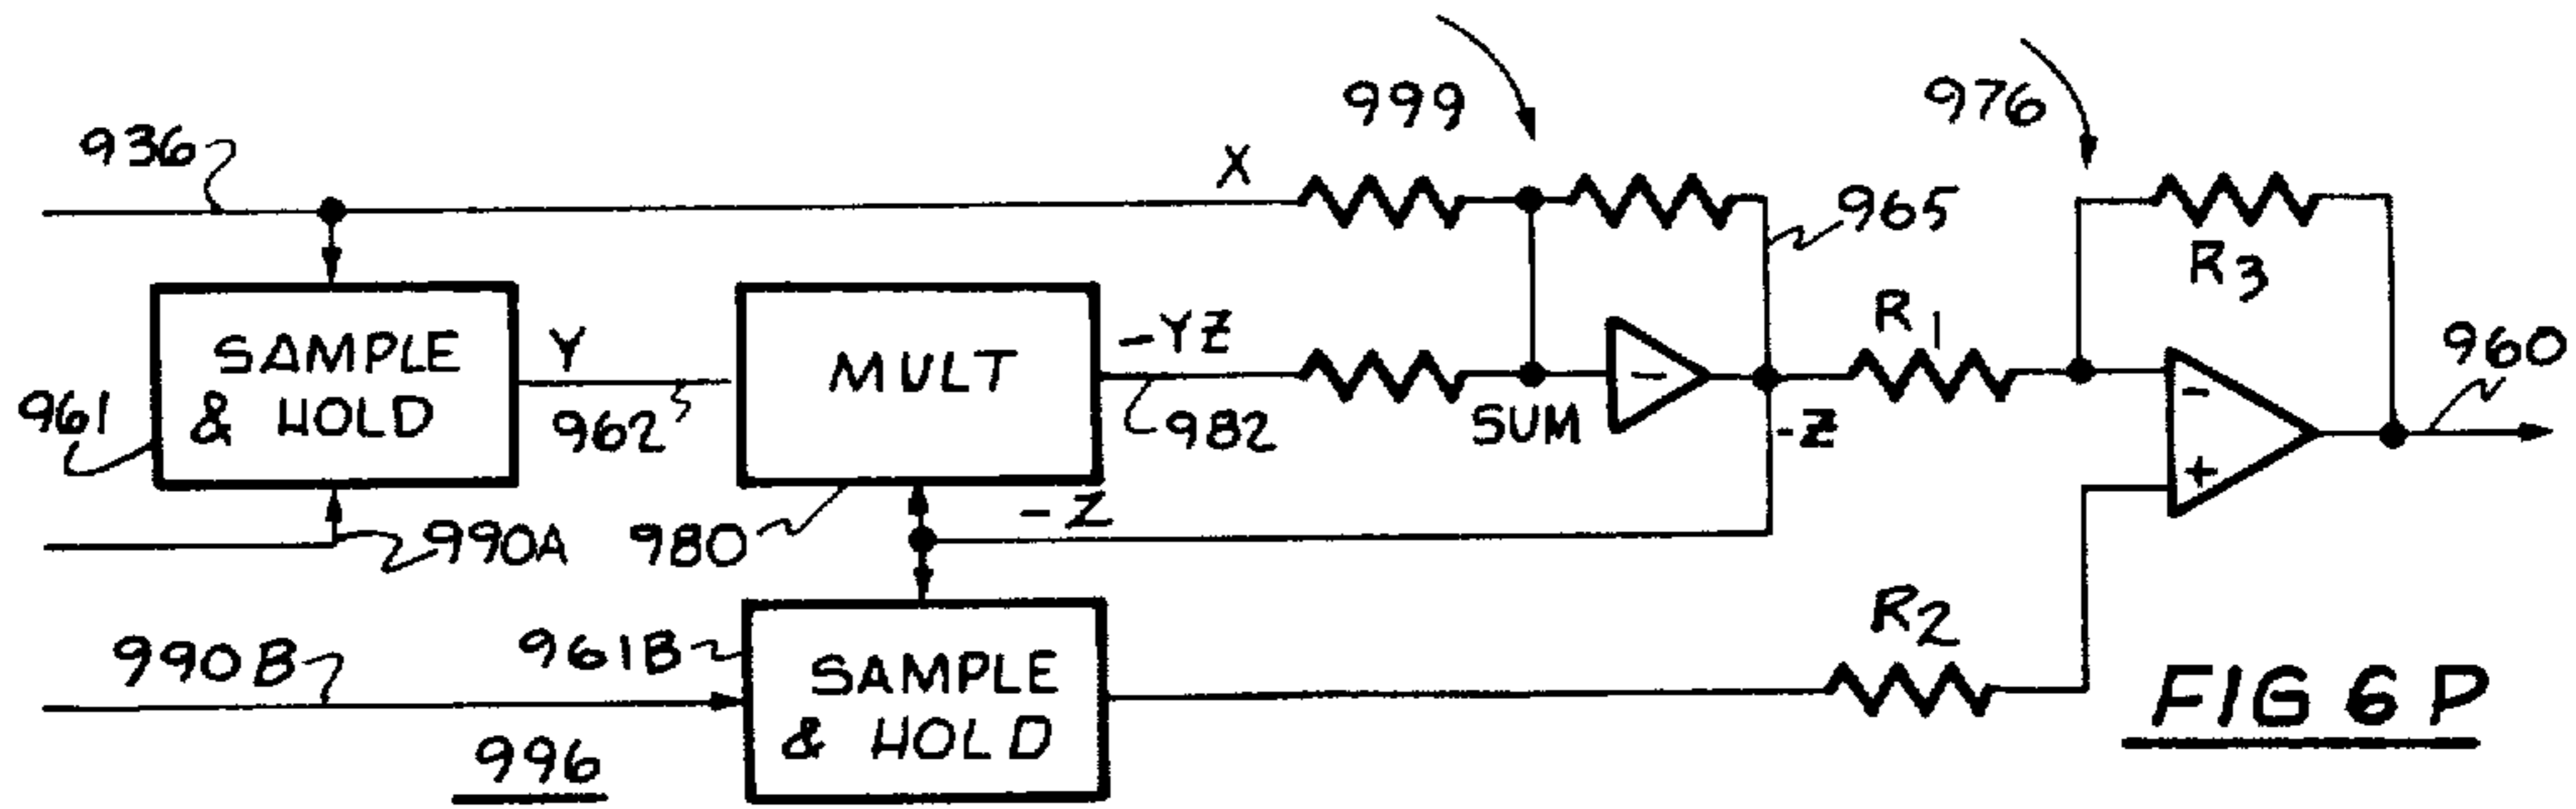 999
976
936
X
965
R3
SAMPLE
& HOLD
Y
MULT
-YZ
R1
960
961
962
982
SUM
-
-Z
-
+
990A
980
-Z
R2
990B
961B
SAMPLE
& HOLD
996
FIG 6P